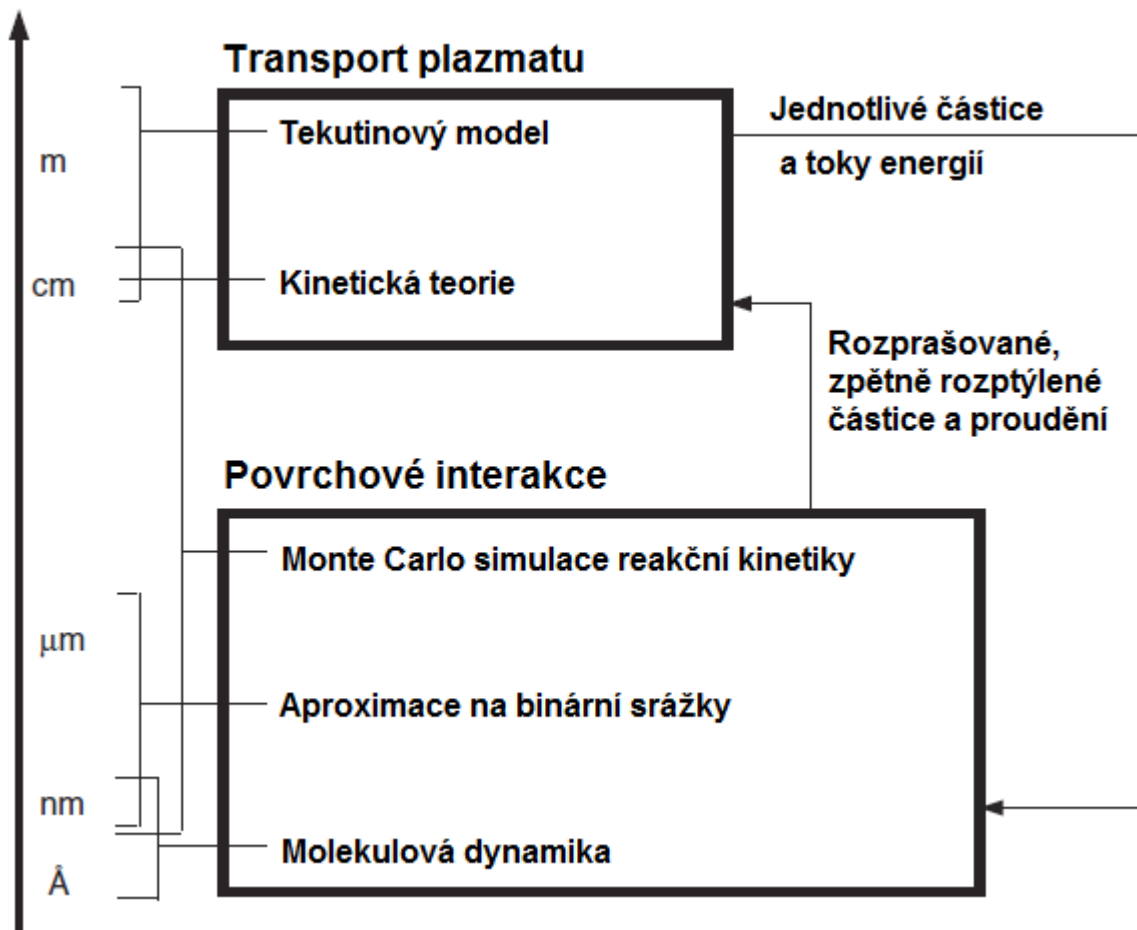 Transport plazmatu
Tekutinový model
Jednotlivé částice
a toky energií
m
cm
Kinetická teorie
Rozprašované,
zpětně rozptýlené
částice a proudění
Povrchové interakce
Monte Carlo simulace reakční kinetiky
μm
Aproximace na binární srážky
nm
Molekulová dynamika
Å